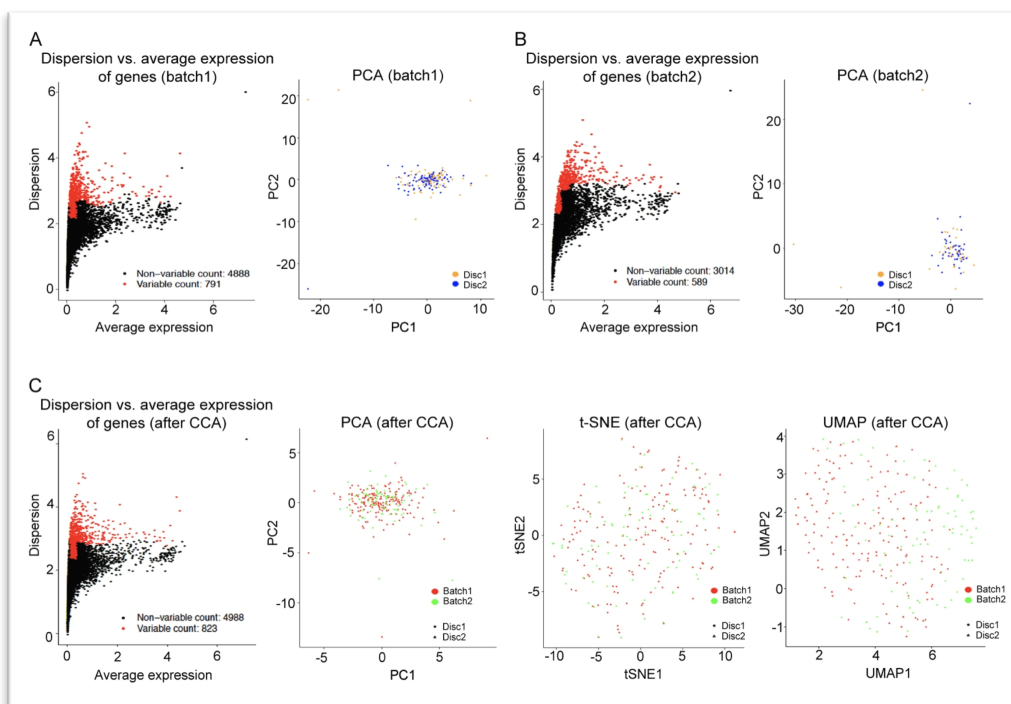 A
Dispersion vs. average expression
of genes (batch1)
6
4
2
0
Dispersion
0
2
4
6
Average expression
Non-variable count: 4888
Variable count: 791
PCA (batch1)
20
10
0
-10
-20
PC2
-20
-10
0
10
PC1
Disc1
Disc2
B
Dispersion vs. average expression
of genes (batch2)
6
4
2
0
Dispersion
0
2
4
6
Average expression
Non-variable count: 3014
Variable count: 589
PCA (batch2)
20
10
0
PC2
-30
-20
-10
0
PC1
Disc1
Disc2
C
Dispersion vs. average expression
of genes (after CCA)
6
4
2
0
Dispersion
0
2
4
6
Average expression
Non-variable count: 4988
Variable count: 823
PCA (after CCA)
5
0
-5
-10
PC2
-5
0
5
PC1
Batch1
Batch2
Disc1
Disc2
t-SNE (after CCA)
5
0
-5
tSNE2
-10
-5
0
5
10
tSNE1
Batch1
Batch2
Disc1
Disc2
UMAP (after CCA)
4
3
2
1
0
-1
UMAP2
2
4
6
UMAP1
Batch1
Batch2
Disc1
Disc2